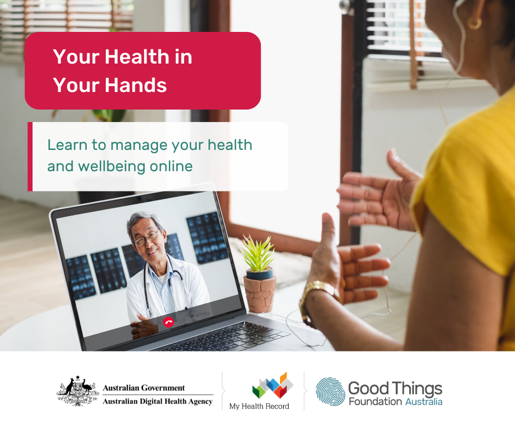 Your Health in
Your Hands
Learn to manage your health
and wellbeing online
Australian Government
Australian Digital Health Agency
My Health Record
Good Things
Foundation Australia